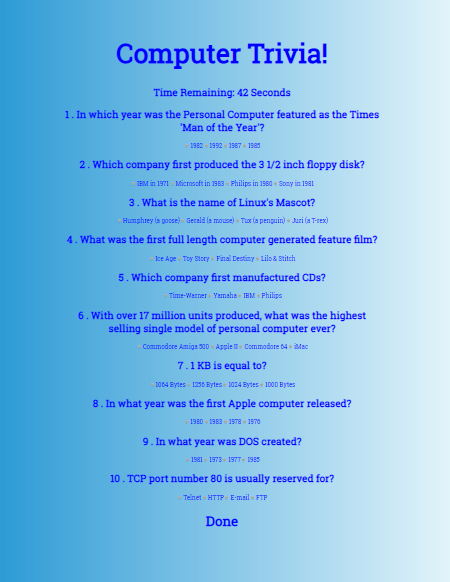 Computer Trivia!
Time Remaining: 42 Seconds
1 . In which year was the Personal Computer featured as the Times
'Man of the Year'?
1982 1992 1987 1985
2 . Which company first produced the 3 1/2 inch floppy disk?
IBM in 1971 Microsoft in 1983 Philips in 1980 Sony in 1981
3 . What is the name of Linux's Mascot?
Humphrey (a goose) Gerald (a mouse) Tux (a penguin) Juri (a T-rex)
4 . What was the first full length computer generated feature film?
Ice Age Toy Story Final Destiny Lilo & Stitch
5 . Which company first manufactured CDs?
Time-Warner Yamaha IBM Philips
6 . With over 17 million units produced, what was the highest
selling single model of personal computer ever?
Commodore Amiga 500 Apple II Commodore 64 iMac
7 . 1 KB is equal to?
1064 Bytes 1256 Bytes 1024 Bytes 1000 Bytes
8 . In what year was the first Apple computer released?
1980 1983 1978 1976
9 . In what year was DOS created?
1981 1973 1977 1985
10 . TCP port number 80 is usually reserved for?
Telnet HTTP E-mail FTP
Done